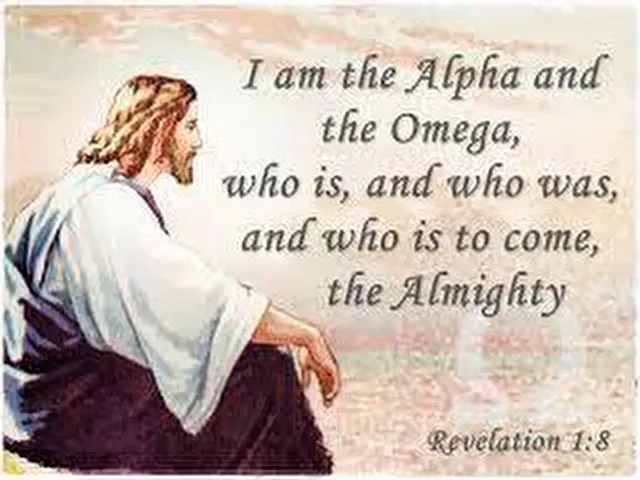 I am the Alpha and
the Omega,
who is, and who was,
and who is to come,
the Almighty
Revelation 1:8